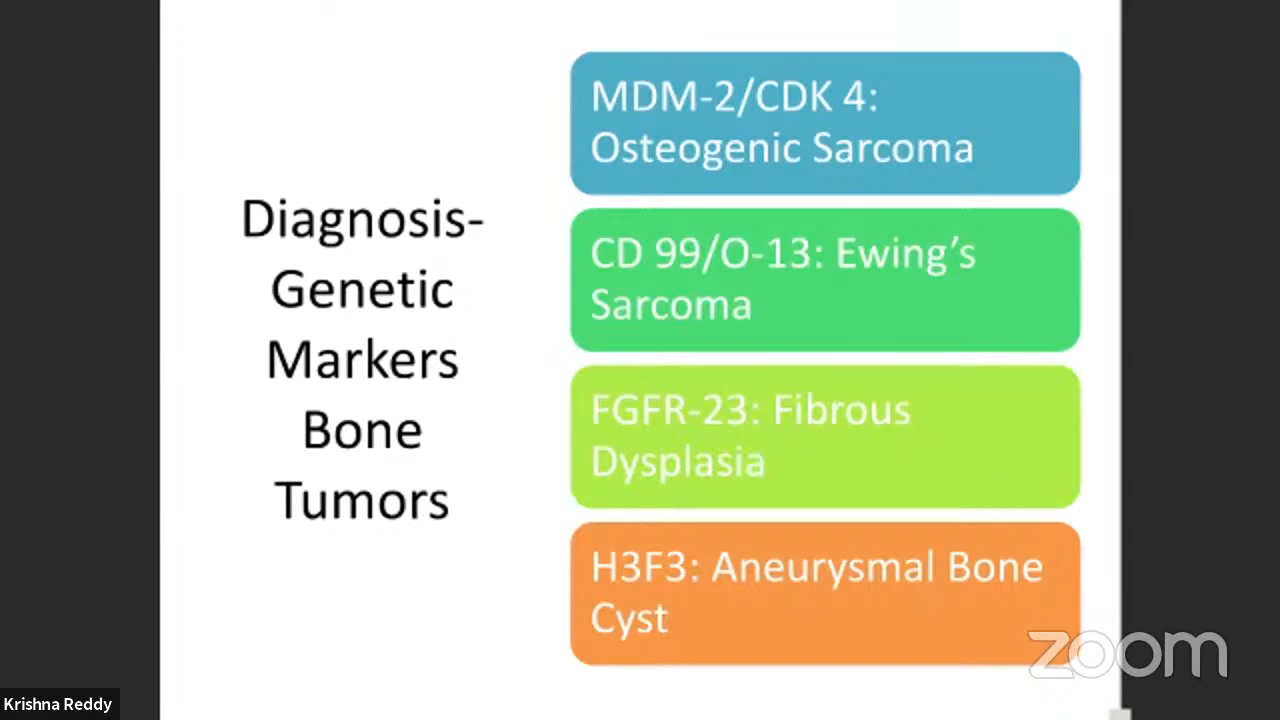 Diagnosis-
Genetic
Markers
Bone
Tumors
MDM-2/CDK 4:
Osteogenic Sarcoma
CD 99/O-13: Ewing's
Sarcoma
FGFR-23: Fibrous
Dysplasia
H3F3: Aneurysmal Bone
Cyst
zoom
Krishna Reddy